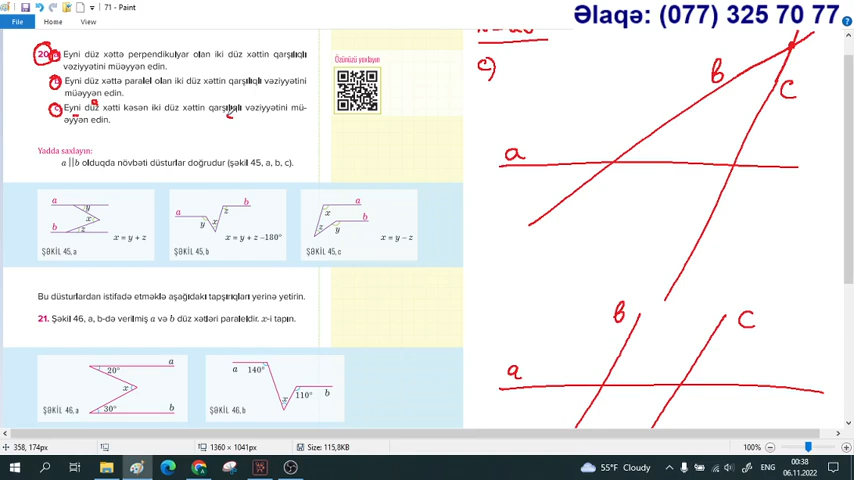 71 - Paint
Əlaqə: (077) 325 70 77
File
Home
View
20. a Eyni düz xəttə perpendikulyar olan iki düz xəttin qarşılıqlı
vəziyyətini müəyyən edin.
b Eyni düz xəttə paralel olan iki düz xəttin qarşılıqlı vəziyyətini
müəyyən edin.
a
c Eyni düz xətti kəsən iki düz xəttin qarşılıqlı vəziyyətini mü-
əyyən edin.
Özünüzü yoxlayın
Yadda saxlayın:
a || b olduqda növbəti düsturlar doğrudur (şəkil 45, a, b, c).
a
y
x
b
z
x = y + z
ŞƏKİL 45, a
a
b
y
x
z
x = y + z – 180°
ŞƏKİL 45, b
a
x
b
z
y
x = y – z
ŞƏKİL 45, c
Bu düsturlardan istifadə etməklə aşağıdakı tapşırıqları yerinə yetirin.
21. Şəkil 46, a, b-də verilmiş a və b düz xətləri paraleldir. x-i tapın.
a
20°
x
30°
b
ŞƏKİL 46, a
a
140°
x
110°
b
ŞƏKİL 46, b
c)
B
C
a
B
C
a
358, 174px
1360 × 1041px
Size: 115,8KB
100%
55°F Cloudy
ENG
00:38
06.11.2022